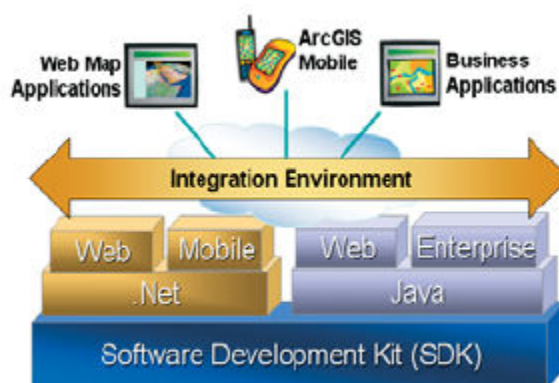 Web Map
Applications
ArcGIS
Mobile
Business
Applications
Integration Environment
Web
Mobile
Web
Enterprise
.Net
Java
Software Development Kit (SDK)